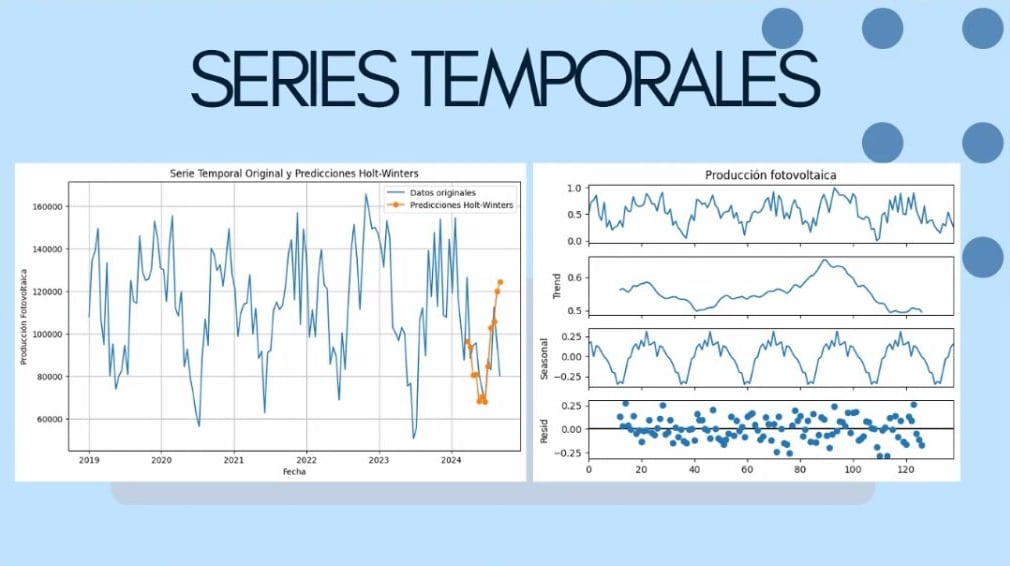 SERIES TEMPORALES
Serie Temporal Original y Predicciones Holt-Winters
Datos originales
Predicciones Holt-Winters
160000
140000
120000
100000
80000
60000
Producción Fotovoltaica
2019 2020 2021 2022 2023 2024
Fecha
Producción fotovoltaica
1.0
0.5
0.0
0.6
0.5
Trend
0.25
0.00
−0.25
Seasonal
0.25
0.00
−0.25
Resid
0 20 40 60 80 100 120